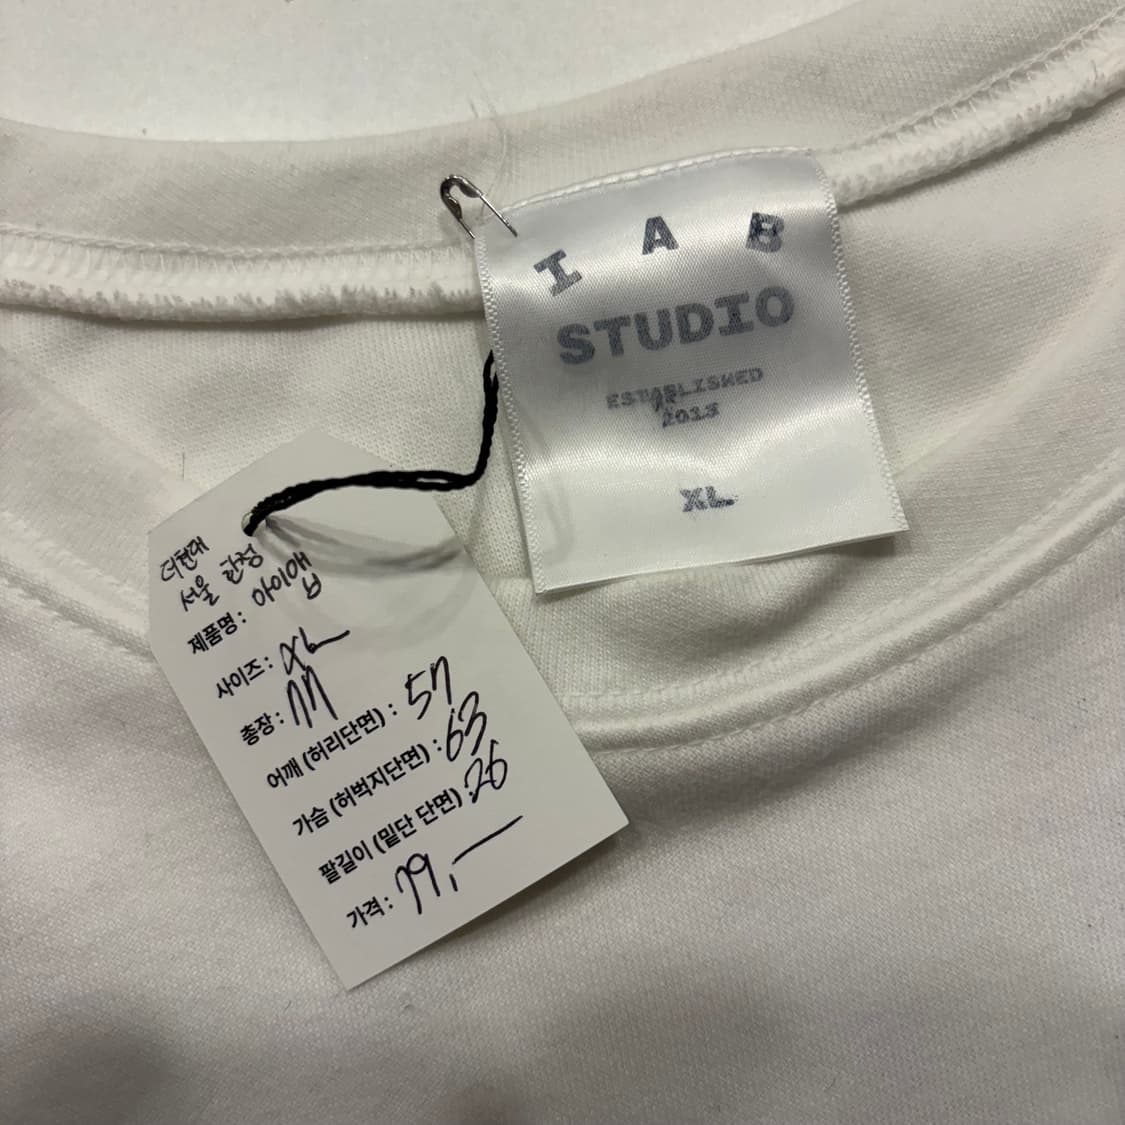 I A B
STUDIO
ESTABLISHED
2015
XL
더현대
서울 한정
제품명: 아이앱
사이즈: XL
총장: 77
어깨 (허리단면) : 57
가슴 (허벅지단면) : 63
팔길이 (밑단 단면) : 26
가격: 79,—